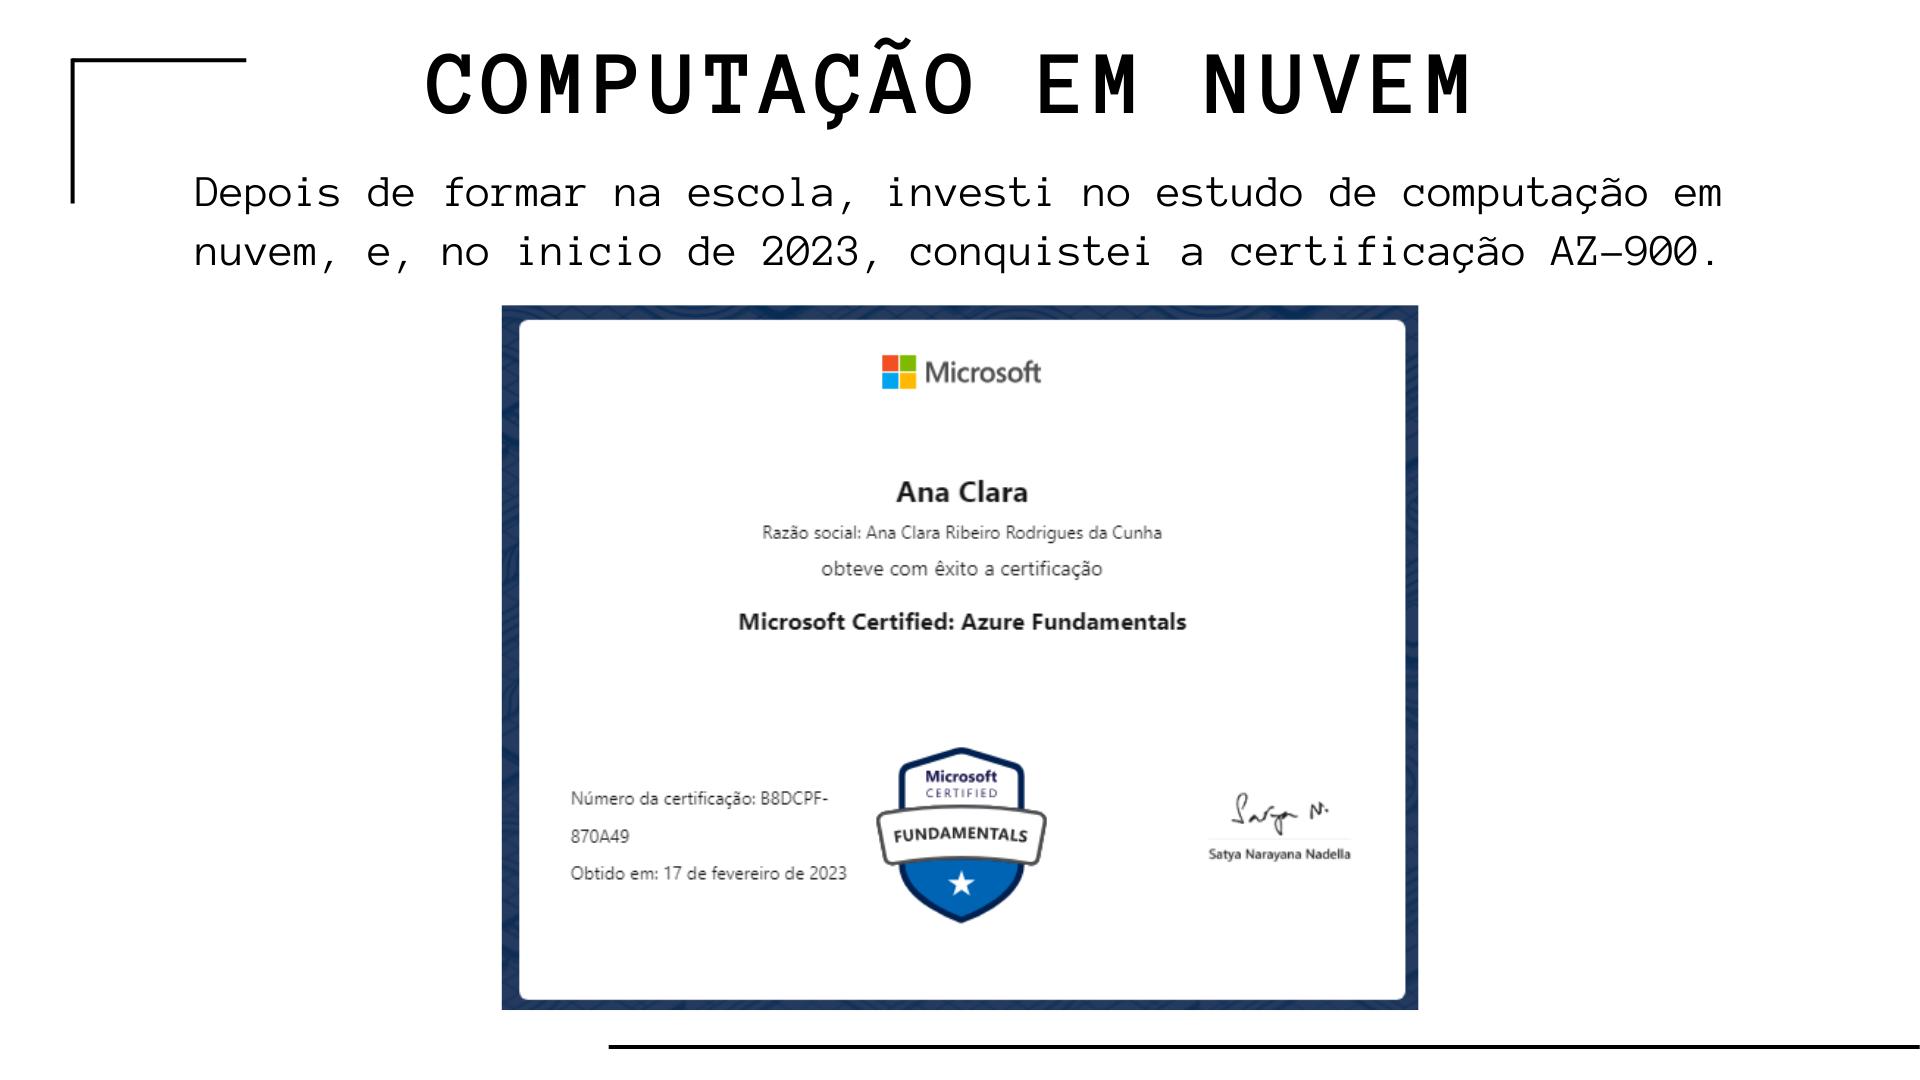 COMPUTAÇÃO EM NUVEM
Depois de formar na escola, investi no estudo de computação em
nuvem, e, no inicio de 2023, conquistei a certificação AZ-900.
Microsoft
Ana Clara
Razão social: Ana Clara Ribeiro Rodrigues da Cunha
obteve com êxito a certificação
Microsoft Certified: Azure Fundamentals
Número da certificação: B8DCPF-
870A49
Obtido em: 17 de fevereiro de 2023
Microsoft
CERTIFIED
FUNDAMENTALS
Satya N.
Satya Narayana Nadella